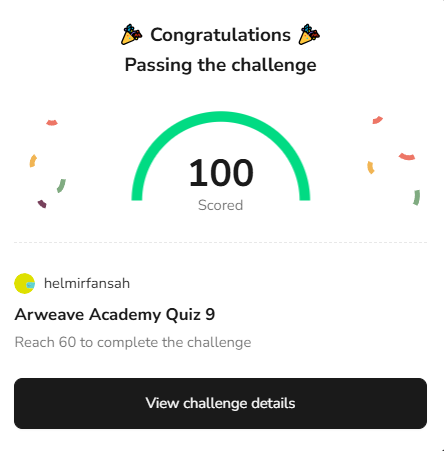 🎉 Congratulations 🎉
Passing the challenge
100
Scored
helmirfansah
Arweave Academy Quiz 9
Reach 60 to complete the challenge
View challenge details